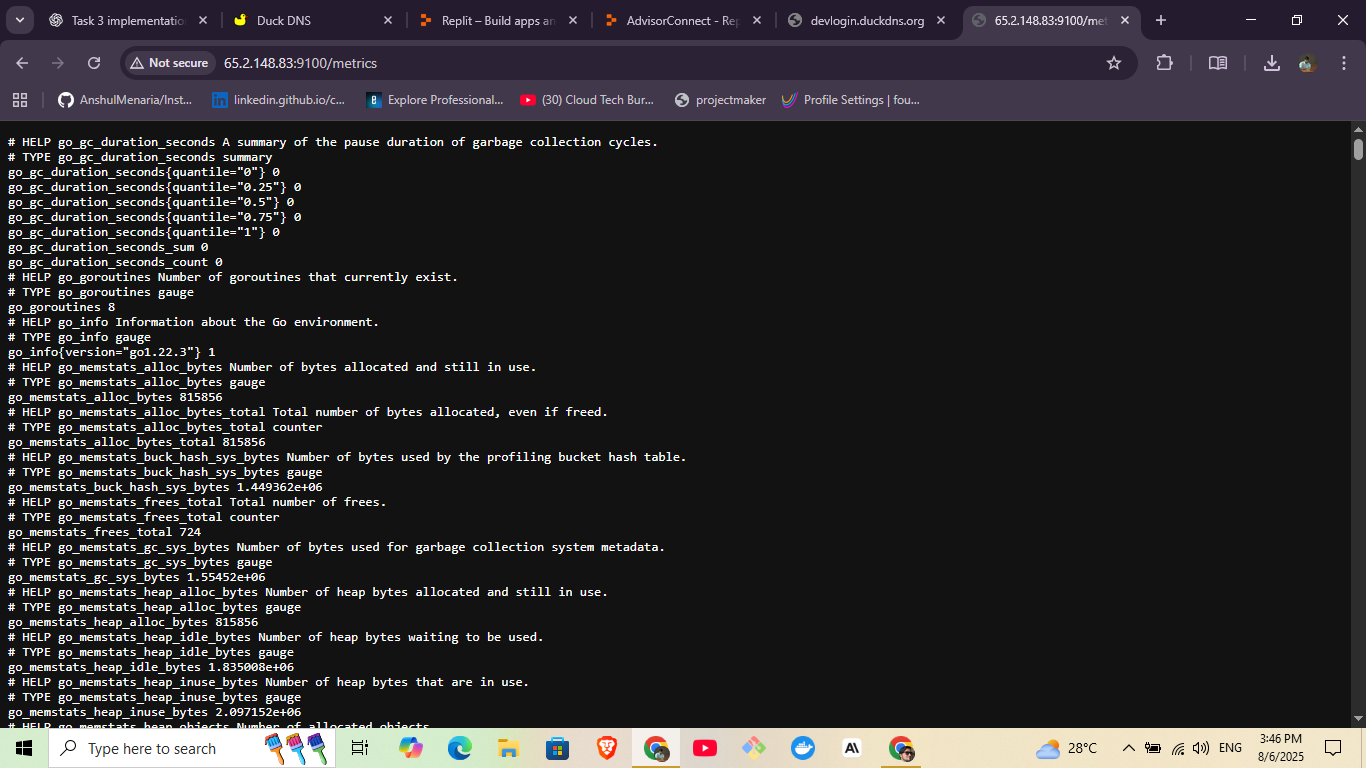 Task 3 implementatio
Duck DNS
Replit – Build apps an
AdvisorConnect - Rep
devlogin.duckdns.org
65.2.148.83:9100/met
Not secure
65.2.148.83:9100/metrics
AnshulMenaria/Inst...
linkedin.github.io/c...
Explore Professional...
(30) Cloud Tech Bur...
projectmaker
Profile Settings | fou...
# HELP go_gc_duration_seconds A summary of the pause duration of garbage collection cycles.
# TYPE go_gc_duration_seconds summary
go_gc_duration_seconds{quantile="0"} 0
go_gc_duration_seconds{quantile="0.25"} 0
go_gc_duration_seconds{quantile="0.5"} 0
go_gc_duration_seconds{quantile="0.75"} 0
go_gc_duration_seconds{quantile="1"} 0
go_gc_duration_seconds_sum 0
go_gc_duration_seconds_count 0
# HELP go_goroutines Number of goroutines that currently exist.
# TYPE go_goroutines gauge
go_goroutines 8
# HELP go_info Information about the Go environment.
# TYPE go_info gauge
go_info{version="go1.22.3"} 1
# HELP go_memstats_alloc_bytes Number of bytes allocated and still in use.
# TYPE go_memstats_alloc_bytes gauge
go_memstats_alloc_bytes 815856
# HELP go_memstats_alloc_bytes_total Total number of bytes allocated, even if freed.
# TYPE go_memstats_alloc_bytes_total counter
go_memstats_alloc_bytes_total 815856
# HELP go_memstats_buck_hash_sys_bytes Number of bytes used by the profiling bucket hash table.
# TYPE go_memstats_buck_hash_sys_bytes gauge
go_memstats_buck_hash_sys_bytes 1.449362e+06
# HELP go_memstats_frees_total Total number of frees.
# TYPE go_memstats_frees_total counter
go_memstats_frees_total 724
# HELP go_memstats_gc_sys_bytes Number of bytes used for garbage collection system metadata.
# TYPE go_memstats_gc_sys_bytes gauge
go_memstats_gc_sys_bytes 1.55452e+06
# HELP go_memstats_heap_alloc_bytes Number of heap bytes allocated and still in use.
# TYPE go_memstats_heap_alloc_bytes gauge
go_memstats_heap_alloc_bytes 815856
# HELP go_memstats_heap_idle_bytes Number of heap bytes waiting to be used.
# TYPE go_memstats_heap_idle_bytes gauge
go_memstats_heap_idle_bytes 1.835008e+06
# HELP go_memstats_heap_inuse_bytes Number of heap bytes that are in use.
# TYPE go_memstats_heap_inuse_bytes gauge
go_memstats_heap_inuse_bytes 2.097152e+06
# HELP go_memstats_heap_objects Number of allocated objects.
Type here to search
28°C
ENG
3:46 PM
8/6/2025